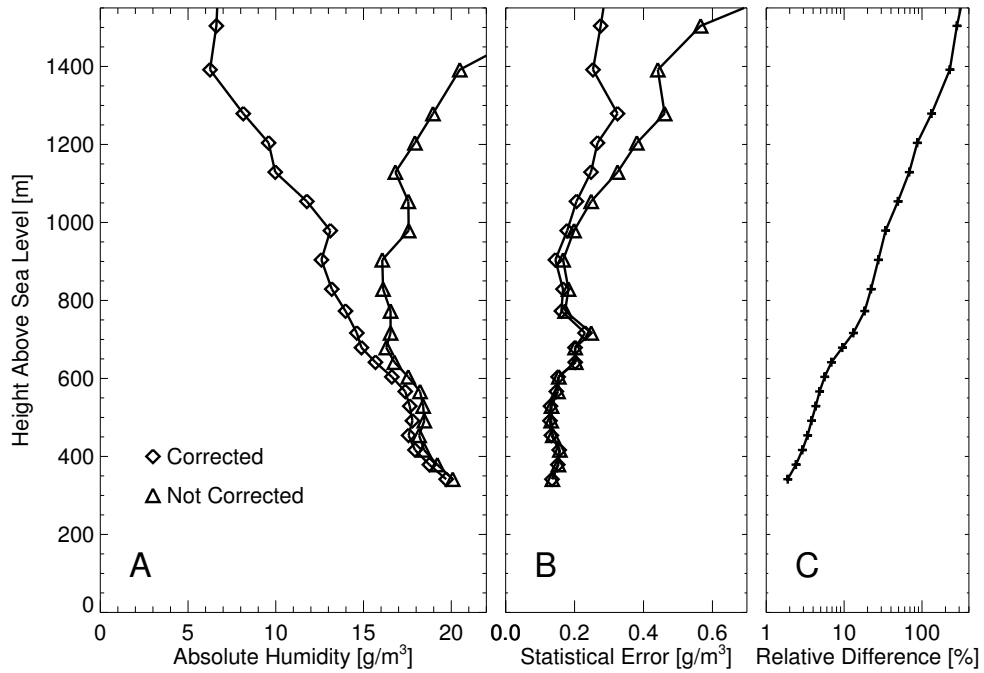 Height Above Sea Level [m]
1400
1200
1000
800
600
400
200
0
Corrected
Not Corrected
A
B
C
0 5 10 15 20
0.0 0.2 0.4 0.6
1 10 100
Absolute Humidity [g/m³]
Statistical Error [g/m³]
Relative Difference [%]